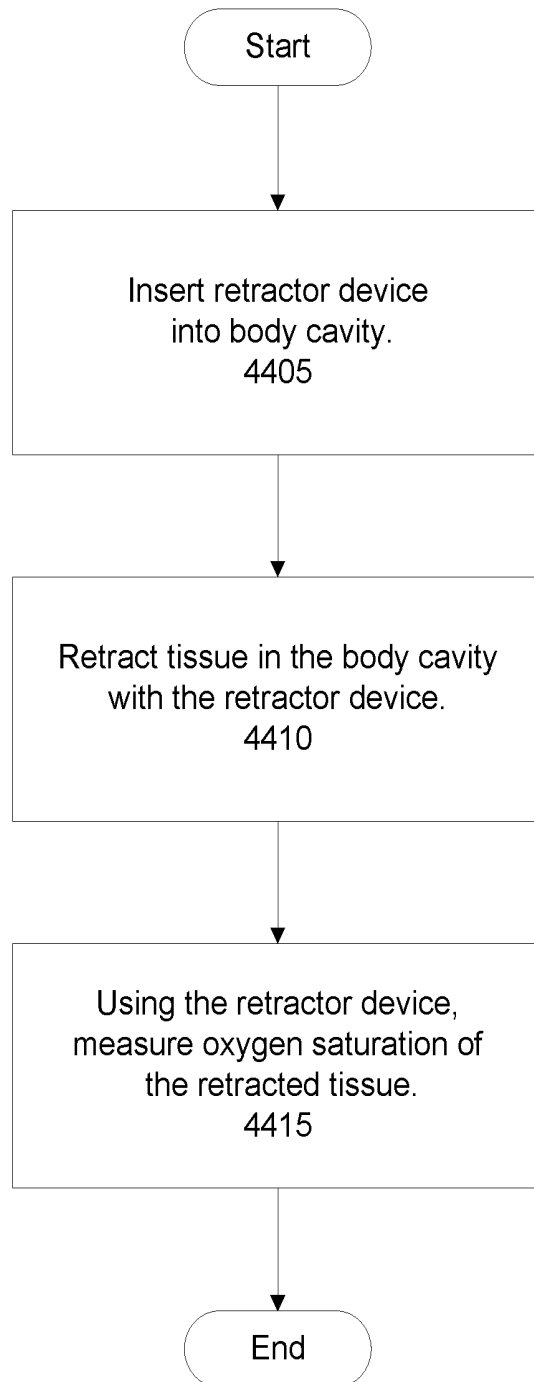 Start
Insert retractor device
into body cavity.
4405
Retract tissue in the body cavity
with the retractor device.
4410
Using the retractor device,
measure oxygen saturation of
the retracted tissue.
4415
End